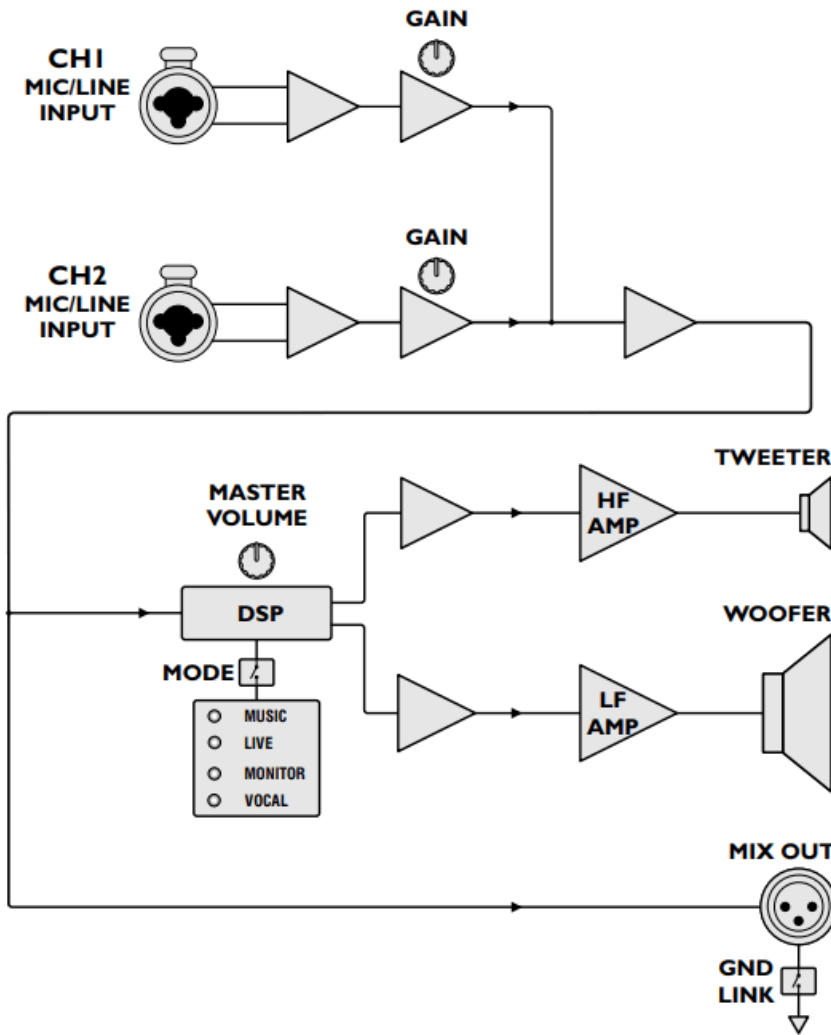 GAIN
CH1
MIC/LINE
INPUT
GAIN
CH2
MIC/LINE
INPUT
TWEETER
MASTER
VOLUME
HF
AMP
DSP
WOOFER
MODE
LF
AMP
MUSIC
LIVE
MONITOR
VOCAL
MIX OUT
GND
LINK